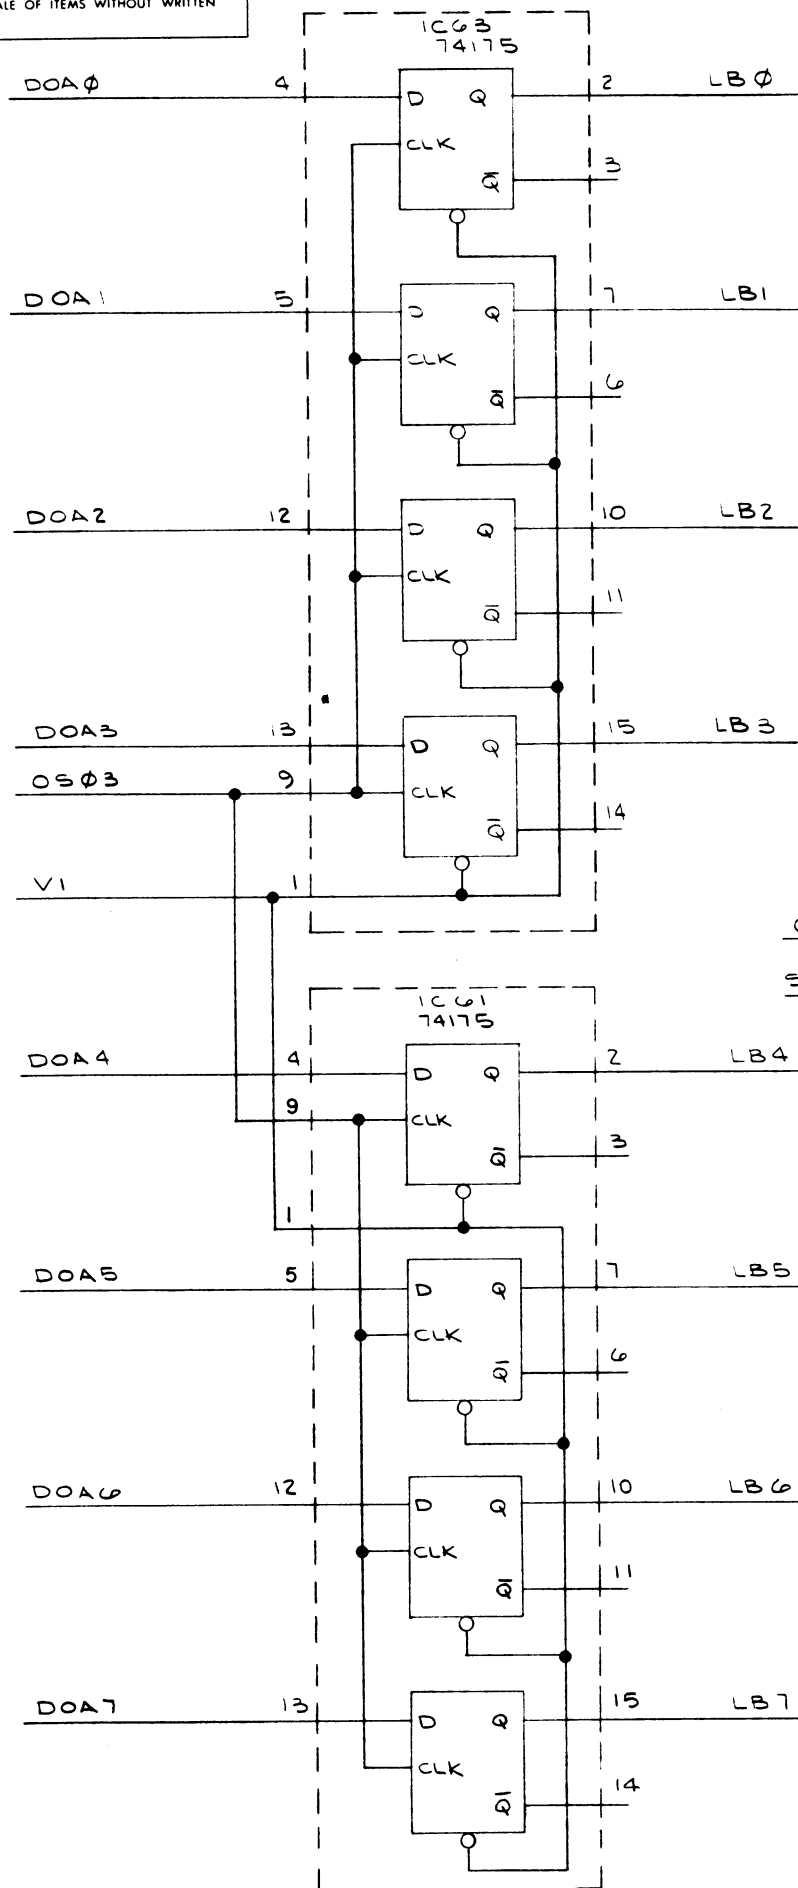 ALE OF ITEMS WITHOUT WRITTEN
IC63
74175
DOAØ 4 D Q 2 LBØ
CLK
Q̅ 3
DOA1 5 D Q 7 LB1
CLK
Q̅ 6
DOA2 12 D Q 10 LB2
CLK
Q̅ 11
DOA3 13 D Q 15 LB3
OSØ3 9 CLK
Q̅ 14
V1 1
IC61
74175
DOA4 4 D Q 2 LB4
9 CLK
Q̅ 3
1
DOA5 5 D Q 7 LB5
CLK
Q̅ 6
DOA6 12 D Q 10 LB6
CLK
Q̅ 11
DOA7 13 D Q 15 LB7
CLK
Q̅ 14